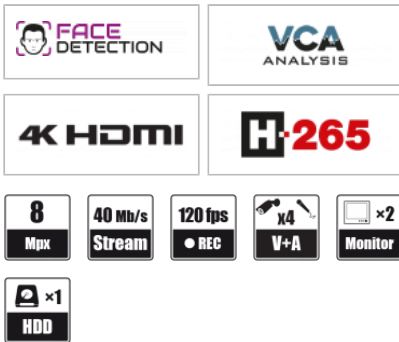 FACE
DETECTION
VCA
ANALYSIS
4K HDMI
H·265
8
Mpx
40 Mb/s
Stream
120 fps
● REC
x4
V+A
×2
Monitor
×1
HDD